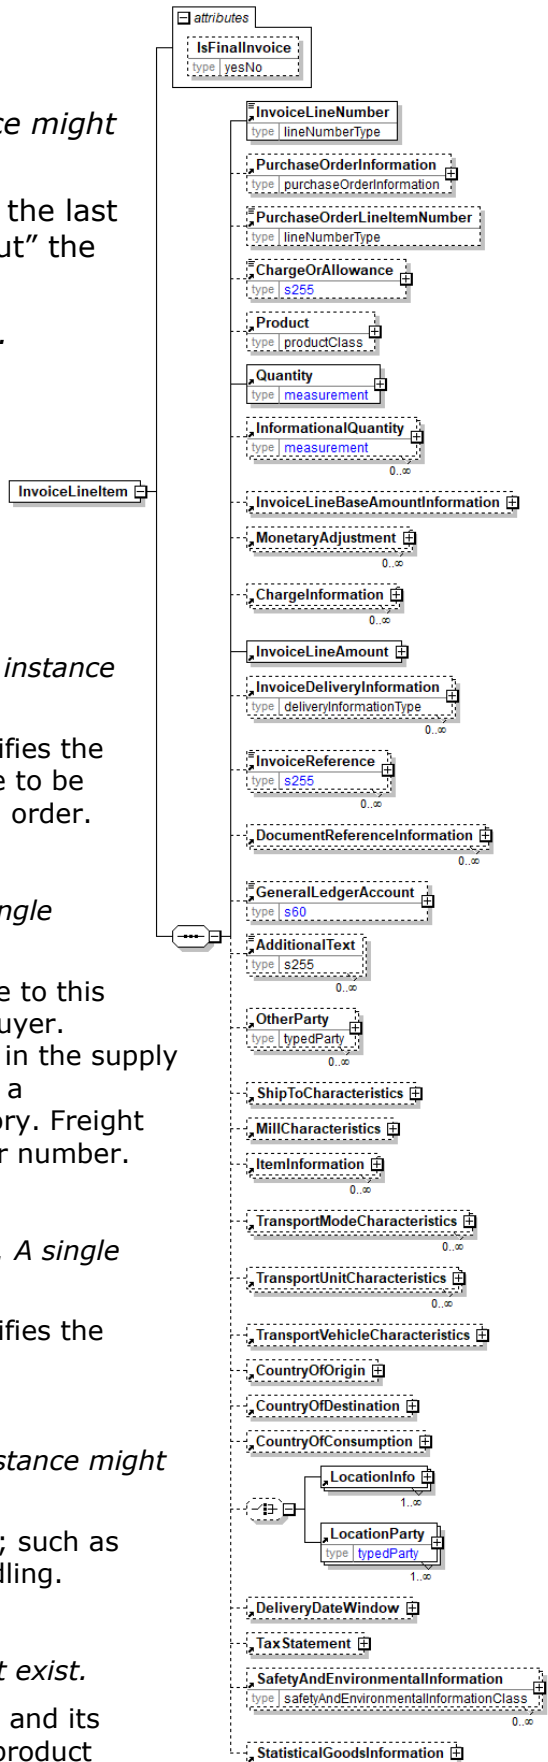 attributes
IsFinalInvoice
type yesNo
ce might
InvoiceLineNumber
type lineNumberType
PurchaseOrderInformation
type purchaseOrderInformation
the last
PurchaseOrderLineItemNumber
type lineNumberType
ut” the
ChargeOrAllowance
type s255
Product
type productClass
.
Quantity
type measurement
InformationalQuantity
type measurement
0..∞
InvoiceLineItem
InvoiceLineBaseAmountInformation
MonetaryAdjustment
0..∞
ChargeInformation
0..∞
InvoiceLineAmount
instance
InvoiceDeliveryInformation
type deliveryInformationType
0..∞
ifies the
InvoiceReference
type s255
e to be
0..∞
order.
DocumentReferenceInformation
0..∞
GeneralLedgerAccount
type s60
ngle
AdditionalText
type s255
0..∞
e to this
OtherParty
type typedParty
uyer.
in the supply
0..∞
a
ShipToCharacteristics
ory. Freight
MillCharacteristics
r number.
ItemInformation
0..∞
TransportModeCharacteristics
0..∞
. A single
TransportUnitCharacteristics
0..∞
ifies the
TransportVehicleCharacteristics
CountryOfOrigin
CountryOfDestination
CountryOfConsumption
stance might
LocationInfo
1..∞
; such as
LocationParty
type typedParty
dling.
1..∞
DeliveryDateWindow
TaxStatement
t exist.
SafetyAndEnvironmentalInformation
type safetyAndEnvironmentalInformationClass
0..∞
and its
product
StatisticalGoodsInformation